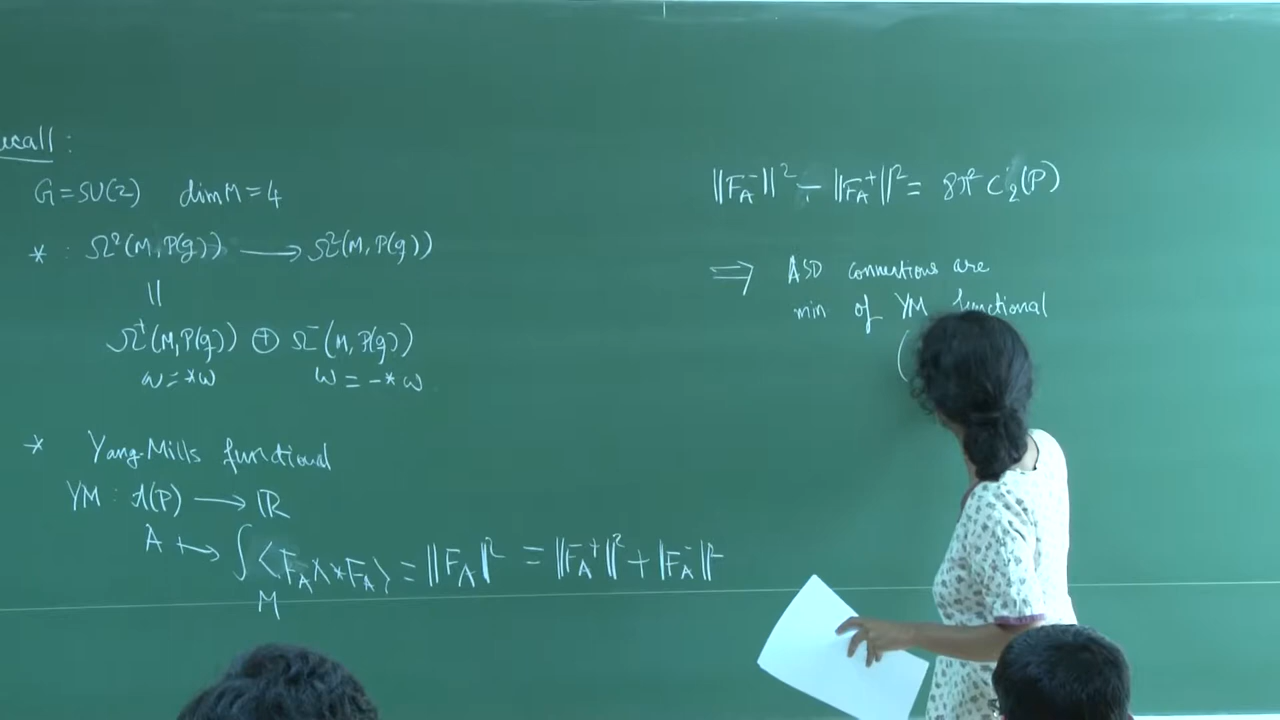 ecall :
G = SU(2) dim M = 4
* : Ω²(M, P(g)) ⟶ Ω²(M, P(g))
||
Ω⁺(M, P(g)) ⊕ Ω⁻(M, P(g))
ω = *ω ω = -*ω
* Yang-Mills functional
YM : A(P) ⟶ ℝ
A ⟼ ∫_M ⟨F_A ∧ *F_A⟩ = ||F_A||² = ||F_A⁺||² + ||F_A⁻||²
||F_A⁻||² - ||F_A⁺||² = 8π² c₂(P)
⟹ ASD connections are
min of YM functional
(